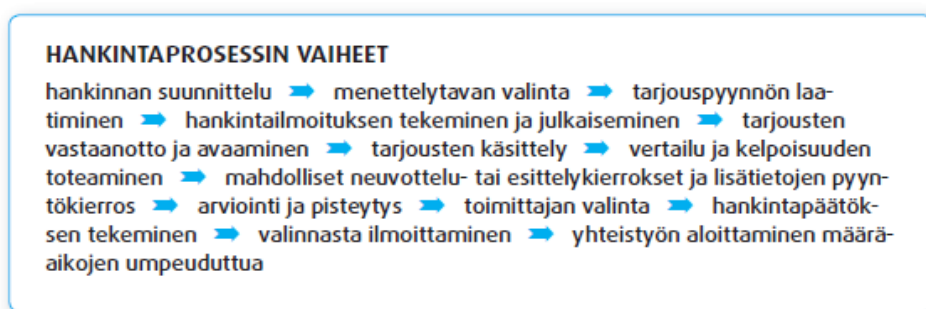 HANKINTAPROSESSIN VAIHEET
hankinnan suunnittelu ➡ menettelytavan valinta ➡ tarjouspyynnön laa-
timinen ➡ hankintailmoituksen tekeminen ja julkaiseminen ➡ tarjousten
vastaanotto ja avaaminen ➡ tarjousten käsittely ➡ vertailu ja kelpoisuuden
toteaminen ➡ mahdolliset neuvottelu- tai esittelykierrokset ja lisätietojen pyyn-
tökierros ➡ arviointi ja pisteytys ➡ toimittajan valinta ➡ hankintapäätök-
sen tekeminen ➡ valinnasta ilmoittaminen ➡ yhteistyön aloittaminen määrä-
aikojen umpeuduttua